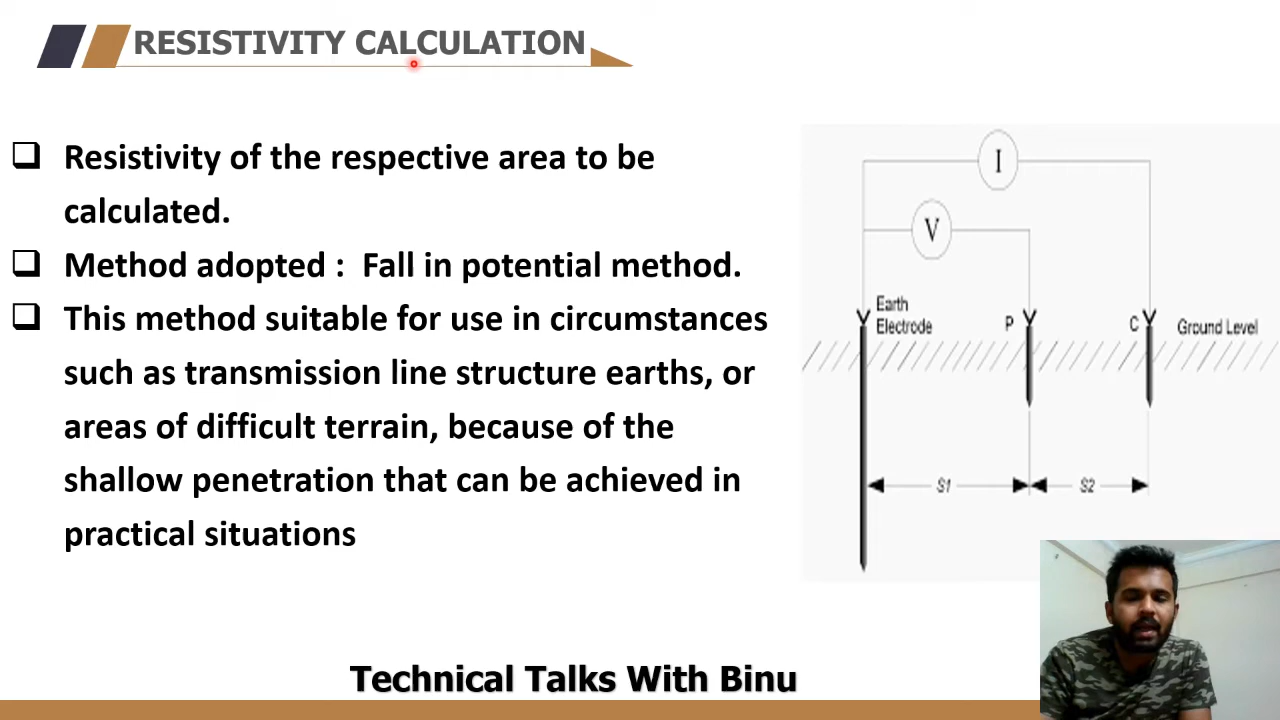 RESISTIVITY CALCULATION
❑ Resistivity of the respective area to be
calculated.
❑ Method adopted : Fall in potential method.
❑ This method suitable for use in circumstances
such as transmission line structure earths, or
areas of difficult terrain, because of the
shallow penetration that can be achieved in
practical situations
I
V
Earth
Electrode
P
C
Ground Level
S1
S2
Technical Talks With Binu